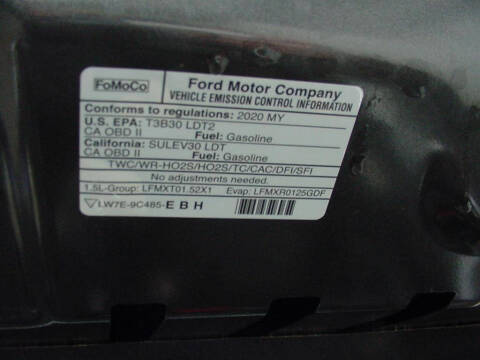 FoMoCo
Ford Motor Company
VEHICLE EMISSION CONTROL INFORMATION
Conforms to regulations: 2020 MY
U.S. EPA: T3B30 LDT2
CA OBD II Fuel: Gasoline
California: SULEV30 LDT
CA OBD II Fuel: Gasoline
TWC/WR-HO2S/HO2S/TC/CAC/DFI/SFI
No adjustments needed.
1.5L-Group: LFMXT01.52X1 Evap: LFMXR0125GDF
LW7E-9C485-E B H